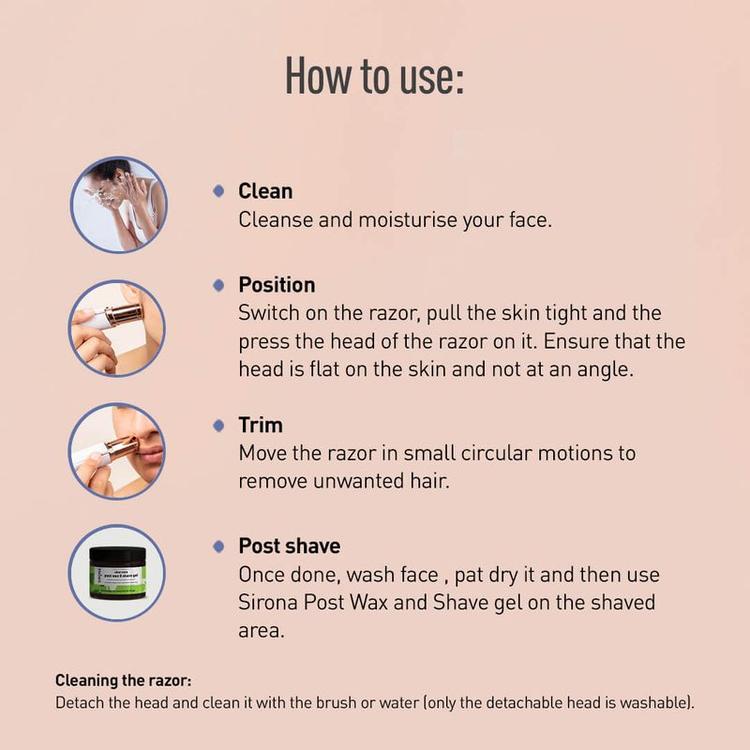 How to use:
Clean
Cleanse and moisturise your face.
Position
Switch on the razor, pull the skin tight and the
press the head of the razor on it. Ensure that the
head is flat on the skin and not at an angle.
Trim
Move the razor in small circular motions to
remove unwanted hair.
Post shave
Once done, wash face , pat dry it and then use
Sirona Post Wax and Shave gel on the shaved
area.
Cleaning the razor:
Detach the head and clean it with the brush or water (only the detachable head is washable).